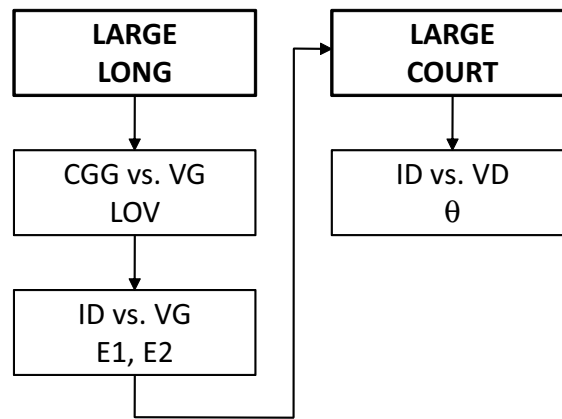 LARGE
LONG
CGG vs. VG
LOV
ID vs. VG
E1, E2
LARGE
COURT
ID vs. VD
θ